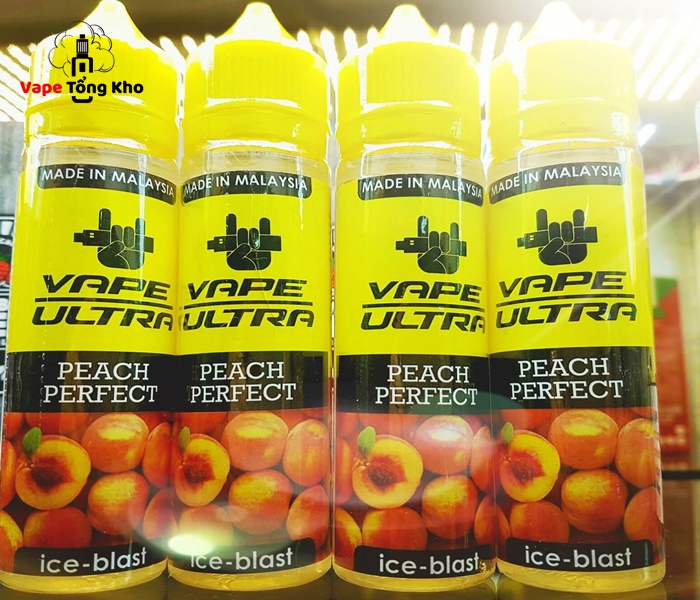 Vape Tổng Kho
MADE IN MALAYSIA
VAPE
ULTRA
PEACH
PERFECT
ice-blast
MADE IN MALAYSIA
VAPE
ULTRA
PEACH
PERFECT
ice-blast
MADE IN MALAYSIA
VAPE
ULTRA
PEACH
PERFECT
ice-blast
MADE IN MALAYSIA
VAPE
ULTRA
PEACH
PERFECT
ice-blast